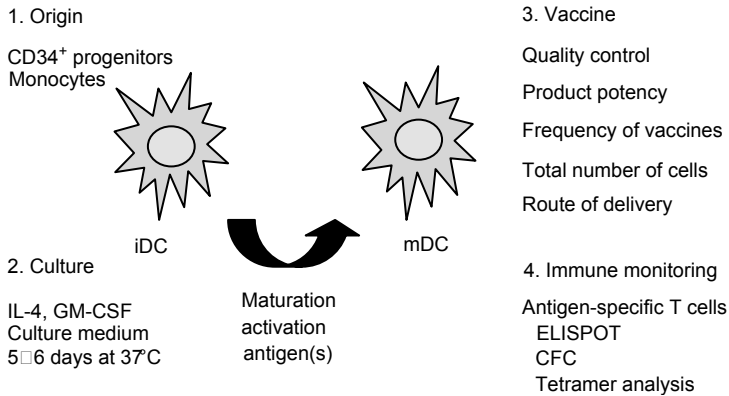 1. Origin
CD34+ progenitors
Monocytes
iDC
2. Culture
IL-4, GM-CSF
Culture medium
5□6 days at 37°C
Maturation
activation
antigen(s)
mDC
3. Vaccine
Quality control
Product potency
Frequency of vaccines
Total number of cells
Route of delivery
4. Immune monitoring
Antigen-specific T cells
ELISPOT
CFC
Tetramer analysis